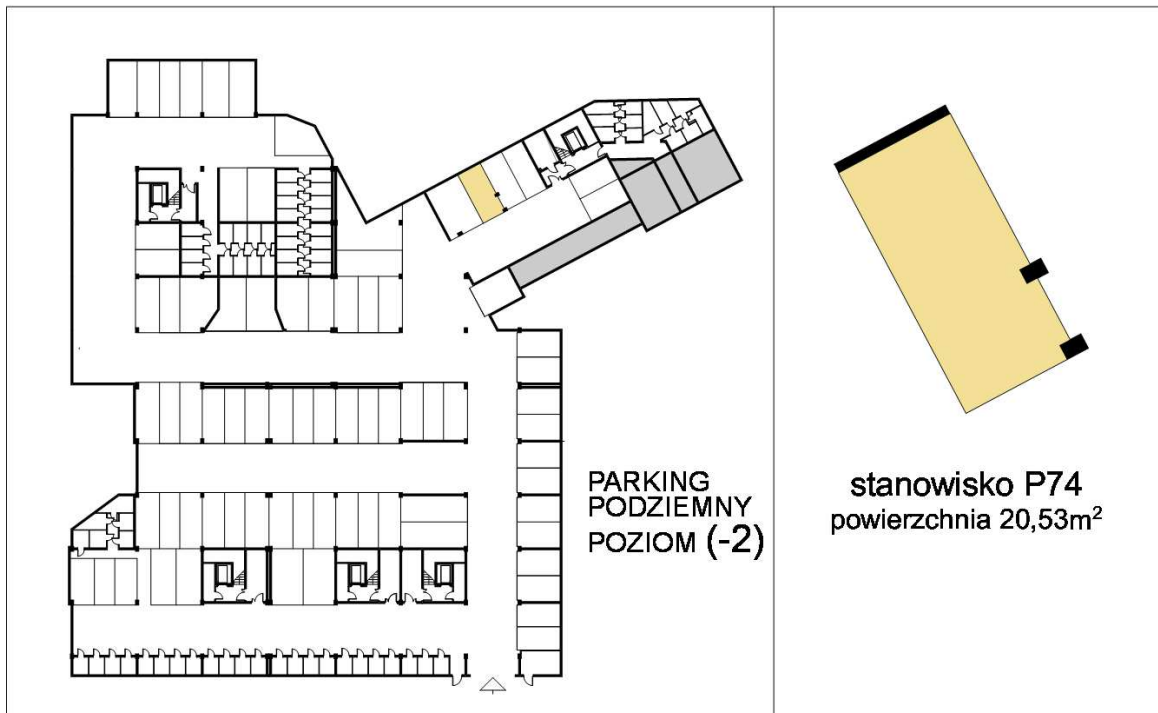 PARKING
PODZIEMNY
POZIOM (-2)
stanowisko P74
powierzchnia 20,53m²